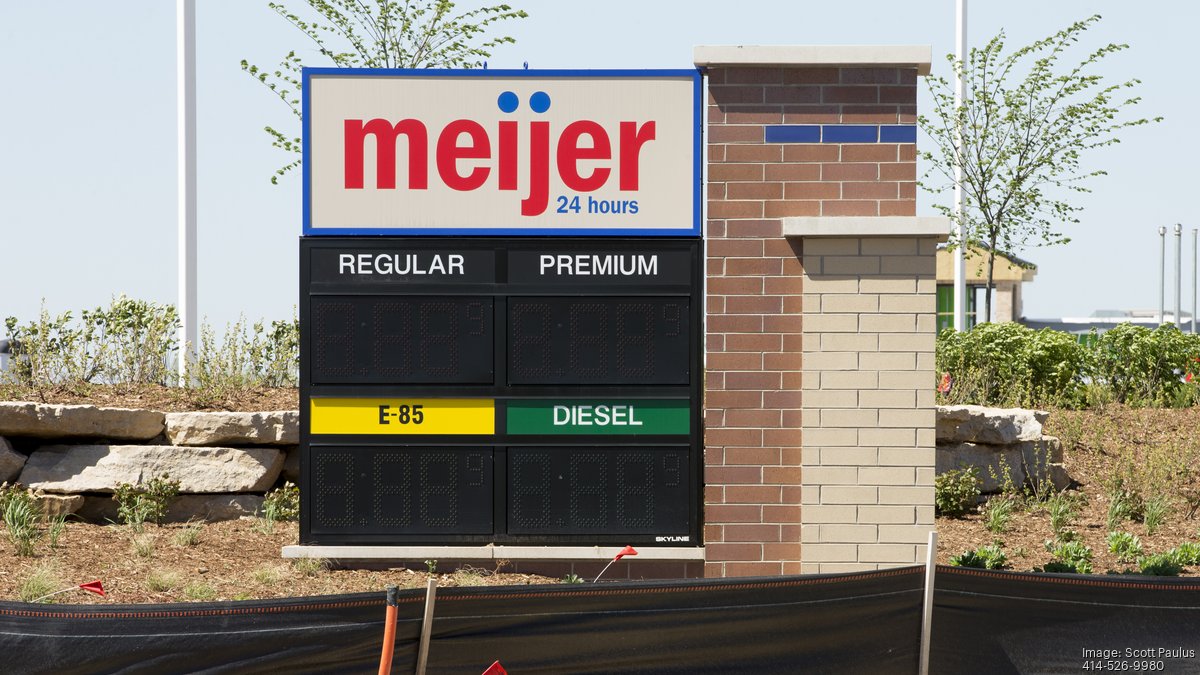 meijer
24 hours
REGULAR
PREMIUM
E-85
DIESEL
SKYLINE
Image: Scott Paulus
414-526-9980